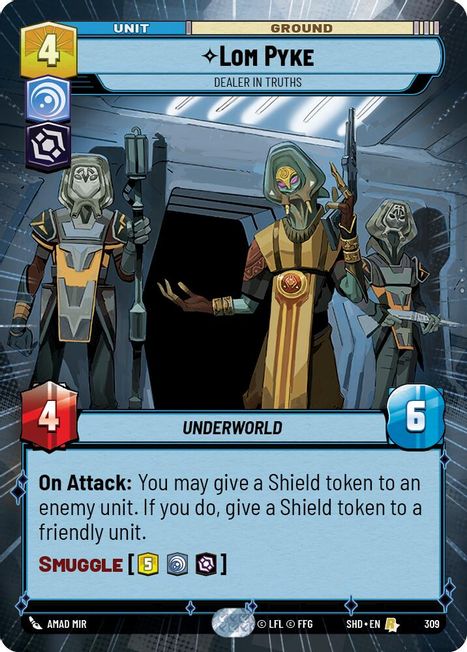 UNIT
GROUND
4
✧LOM PYKE
DEALER IN TRUTHS
4
UNDERWORLD
6
On Attack: You may give a Shield token to an
enemy unit. If you do, give a Shield token to a
friendly unit.
SMUGGLE [5]
AMAD MIR
© LFL © FFG
SHD•EN
R
309